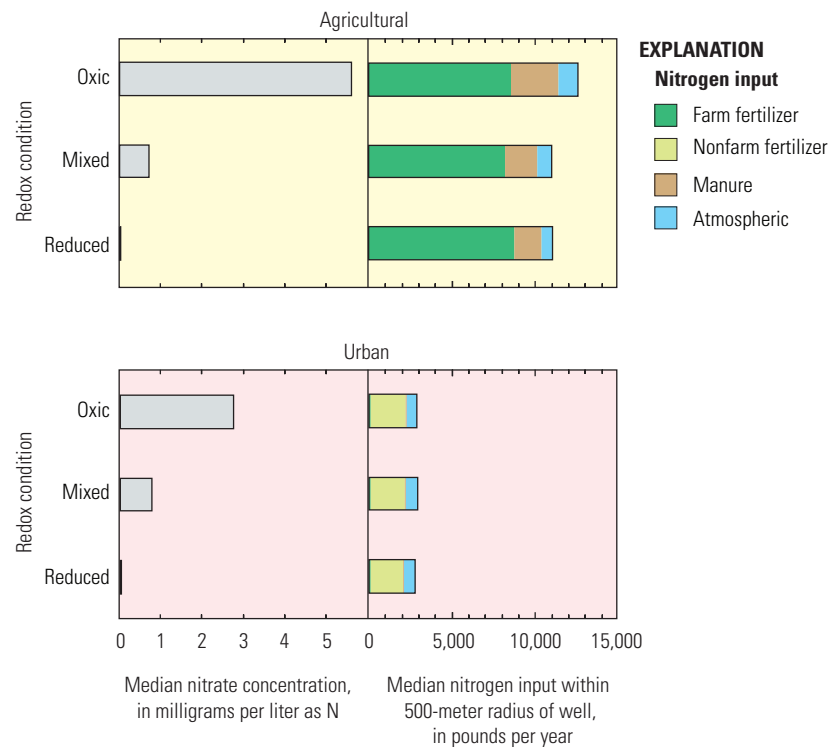 Agricultural
Redox condition
Oxic
Mixed
Reduced
EXPLANATION
Nitrogen input
Farm fertilizer
Nonfarm fertilizer
Manure
Atmospheric
Urban
Redox condition
Oxic
Mixed
Reduced
0 1 2 3 4 5 0 5,000 10,000 15,000
Median nitrate concentration,
in milligrams per liter as N
Median nitrogen input within
500-meter radius of well,
in pounds per year